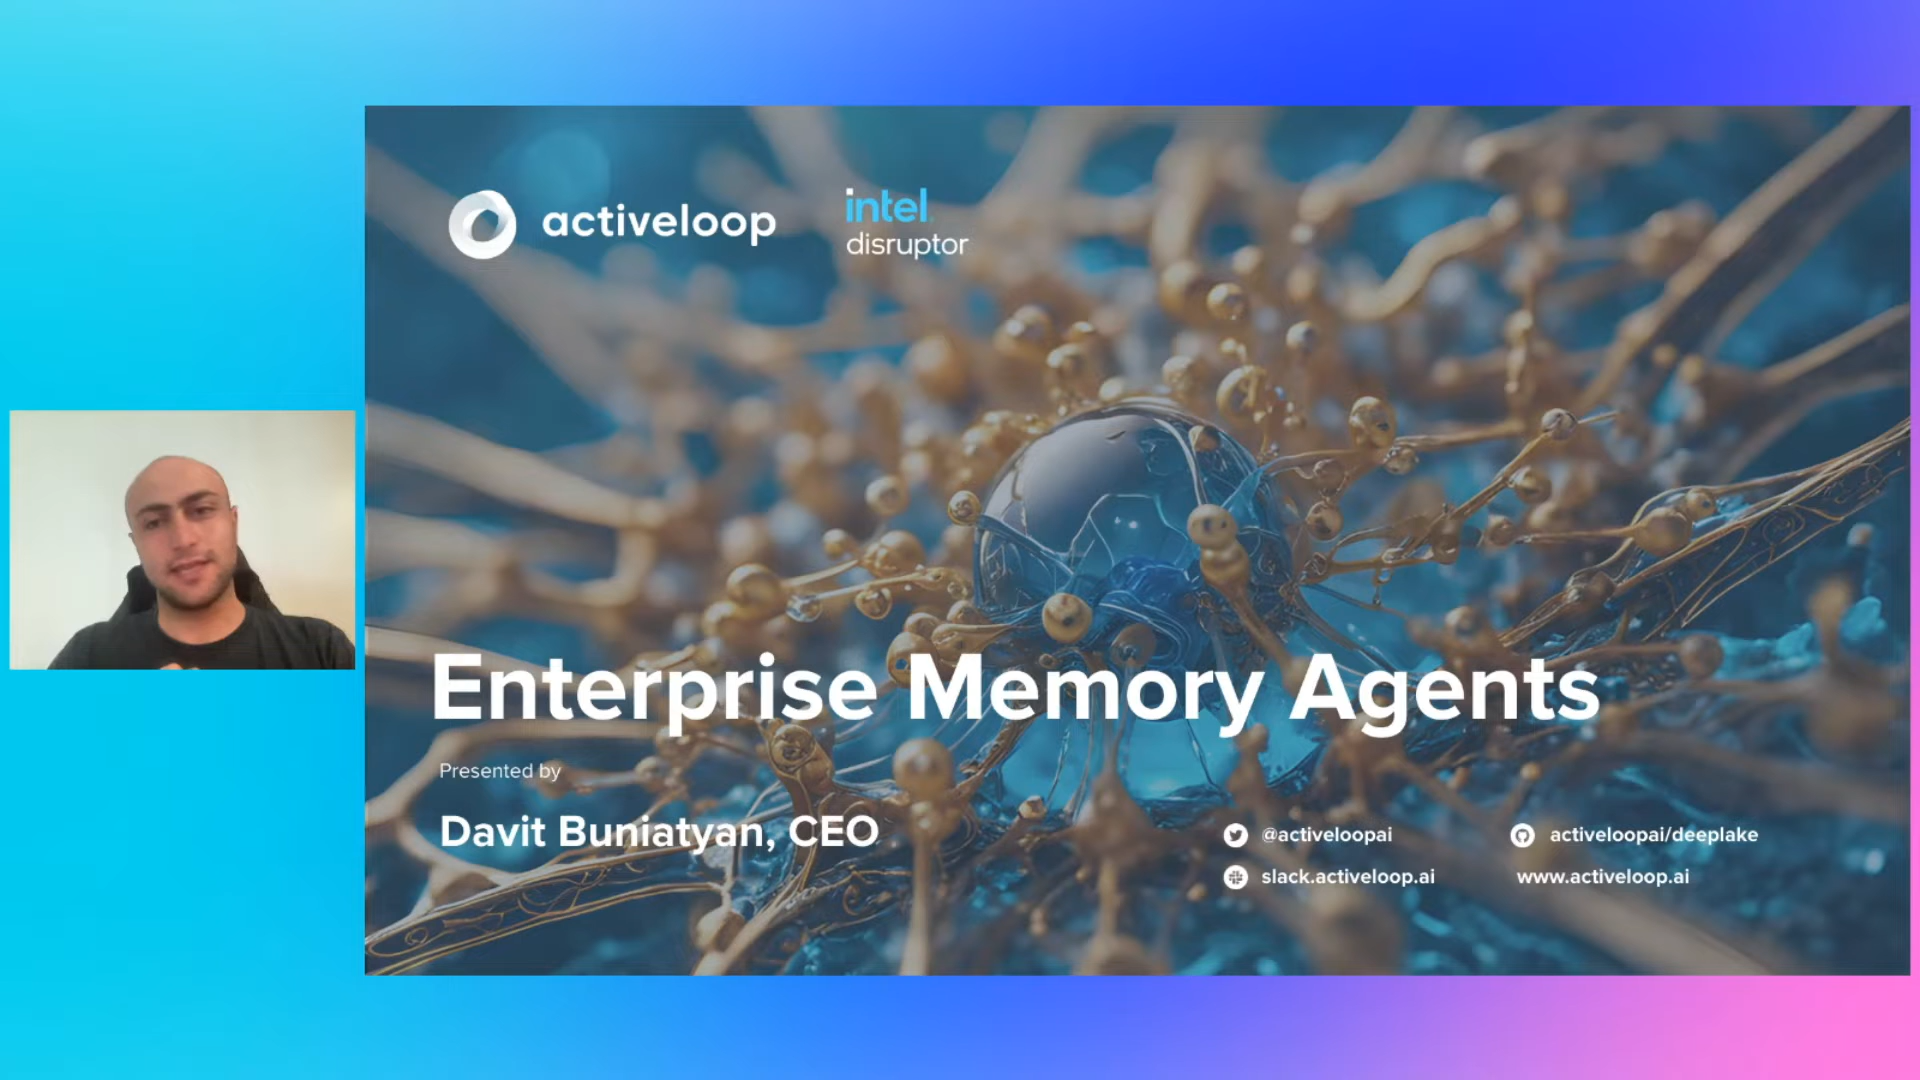 activeloop
intel
disruptor
Enterprise Memory Agents
Presented by
Davit Buniatyan, CEO
@activeloopai
activeloopai/deeplake
slack.activeloop.ai
www.activeloop.ai